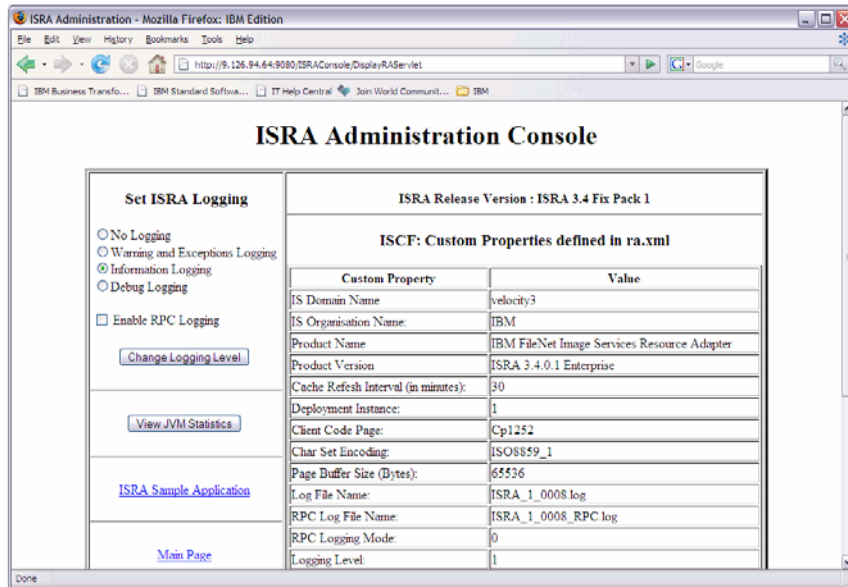 ISRA Administration - Mozilla Firefox: IBM Edition
File Edit View History Bookmarks Tools Help
http://9.126.94.64:9080/ISRAConsole/DisplayRAServlet
Google
IBM Business Transfo... IBM Standard Softwa... IT Help Central Join World Communit... IBM
ISRA Administration Console
Set ISRA Logging
No Logging
Warning and Exceptions Logging
Information Logging
Debug Logging
Enable RPC Logging
Change Logging Level
View JVM Statistics
ISRA Sample Application
Main Page
ISRA Release Version : ISRA 3.4 Fix Pack 1
ISCF: Custom Properties defined in ra.xml
Custom Property Value
IS Domain Name velocity3
IS Organisation Name: IBM
Product Name IBM FileNet Image Services Resource Adapter
Product Version ISRA 3.4.0.1 Enterprise
Cache Refesh Interval (in minutes): 30
Deployment Instance: 1
Client Code Page: Cp1252
Char Set Encoding: ISO8859_1
Page Buffer Size (Bytes): 65536
Log File Name: ISRA_1_0008.log
RPC Log File Name: ISRA_1_0008_RPC.log
RPC Logging Mode: 0
Logging Level: 1
Done